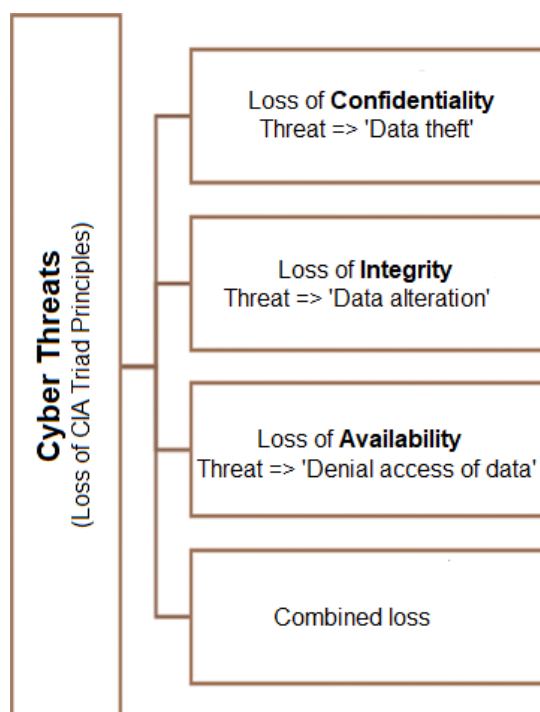 Cyber Threats
(Loss of CIA Triad Principles)
Loss of Confidentiality
Threat => 'Data theft'
Loss of Integrity
Threat => 'Data alteration'
Loss of Availability
Threat => 'Denial access of data'
Combined loss